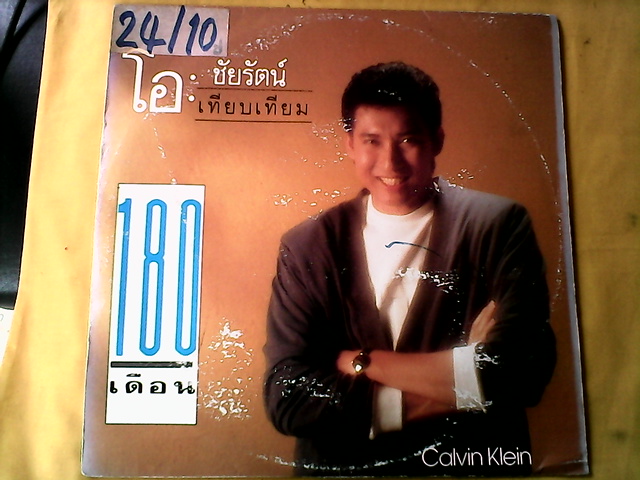 24/10
โอ๋ ชัยรัตน์
เทียบเทียม
180
เดือน
Calvin Klein